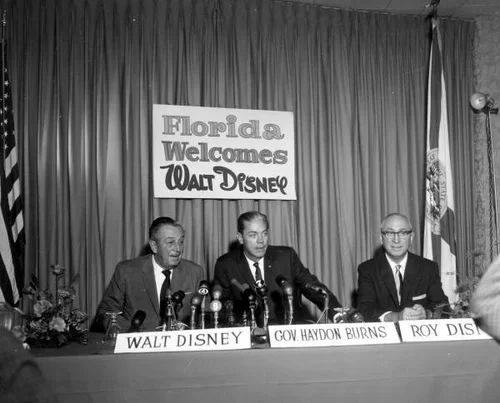 Florida
Welcomes
WALT DISNEY
WALT DISNEY
GOV. HAYDON BURNS
ROY DIS